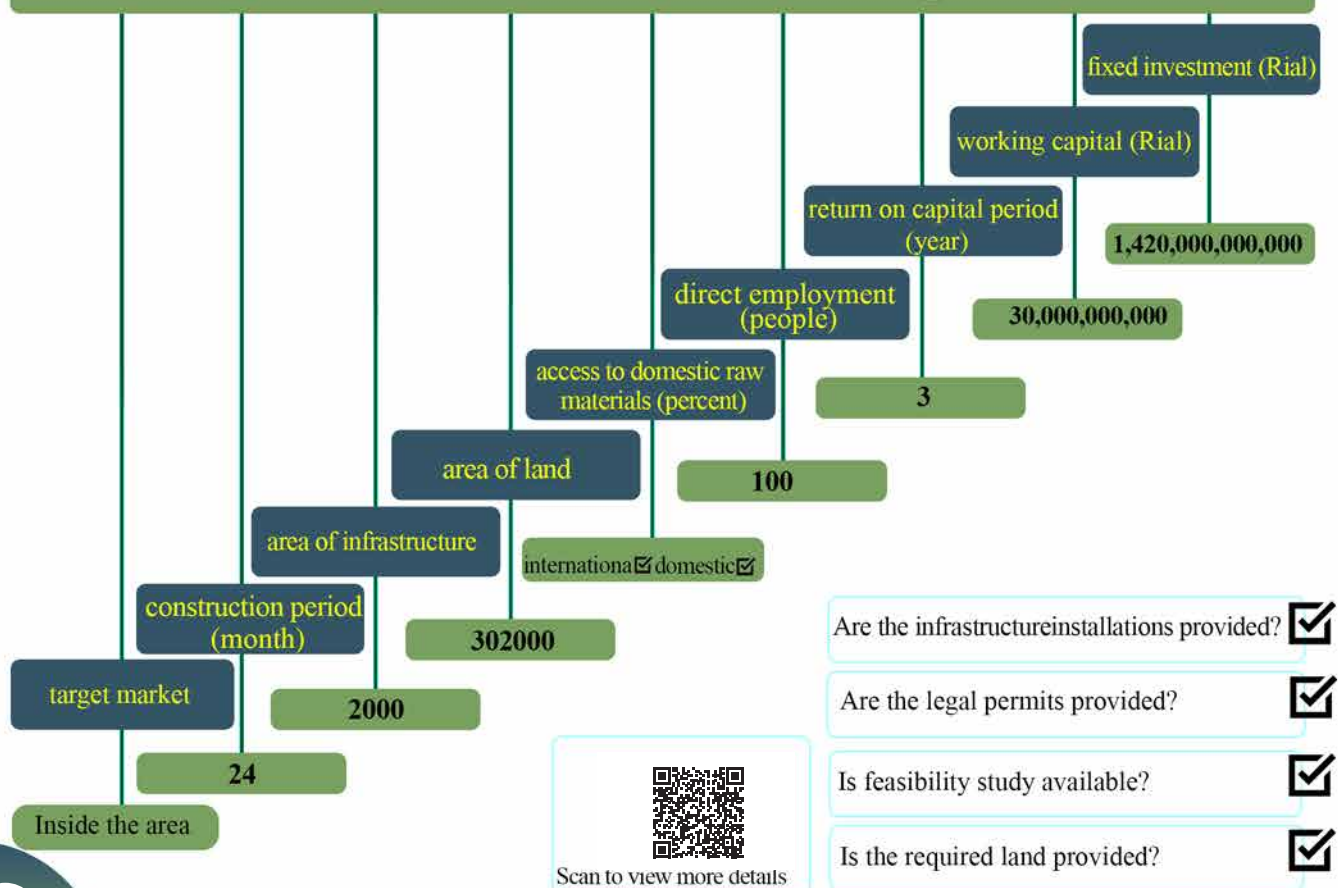 fixed investment (Rial)
1,420,000,000,000
working capital (Rial)
30,000,000,000
return on capital period
(year)
3
direct employment
(people)
100
access to domestic raw
materials (percent)
internationa☑ domestic☑
area of land
302000
area of infrastructure
2000
construction period
(month)
24
target market
Inside the area
Are the infrastructureinstallations provided? ☑
Are the legal permits provided? ☑
Is feasibility study available? ☑
Is the required land provided? ☑
Scan to view more details